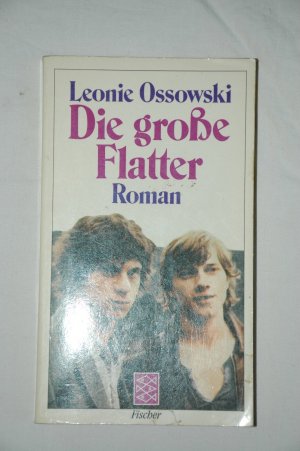 Leonie Ossowski
Die große
Flatter
Roman
Fischer